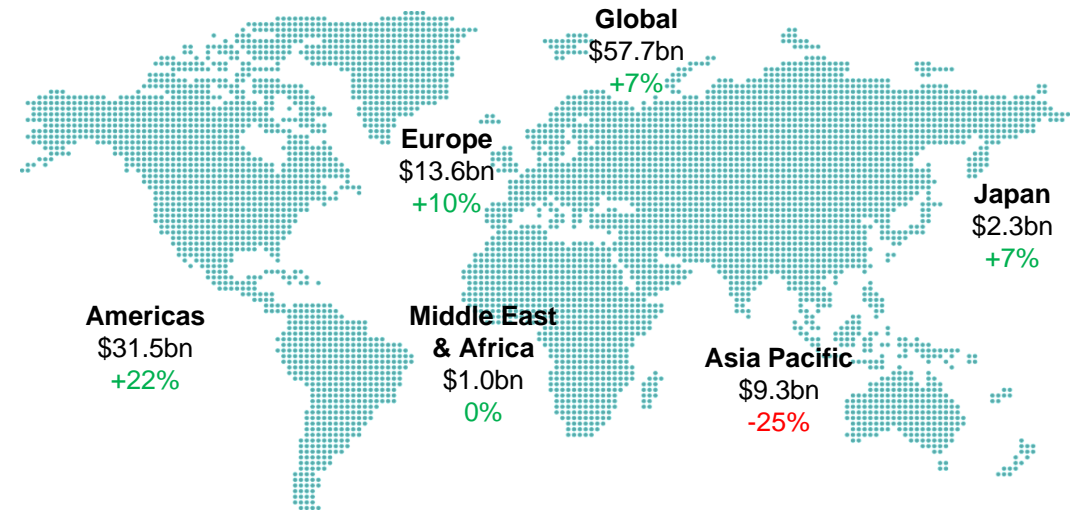 Global
$57.7bn
+7%
Europe
$13.6bn
+10%
Japan
$2.3bn
+7%
Americas
$31.5bn
+22%
Middle East
& Africa
$1.0bn
0%
Asia Pacific
$9.3bn
-25%